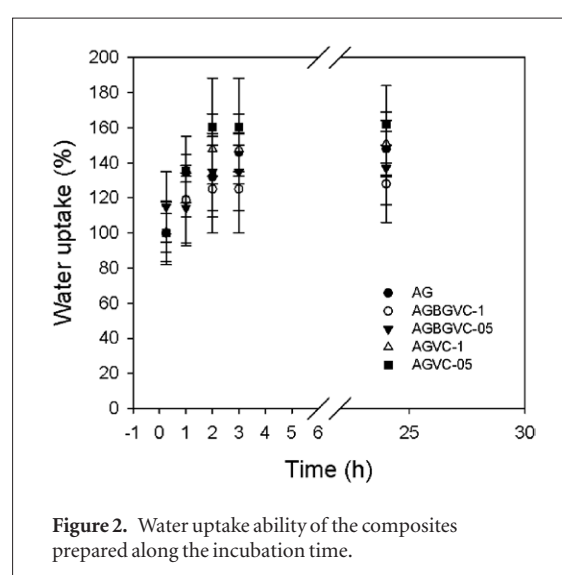 200
180
160
140
120
100
80
60
40
20
0
Water uptake (%)
AG
AGBGVC-1
AGBGVC-05
AGVC-1
AGVC-05
-1 0 1 2 3 4 5 6 25 30
Time (h)
Figure 2. Water uptake ability of the composites
prepared along the incubation time.